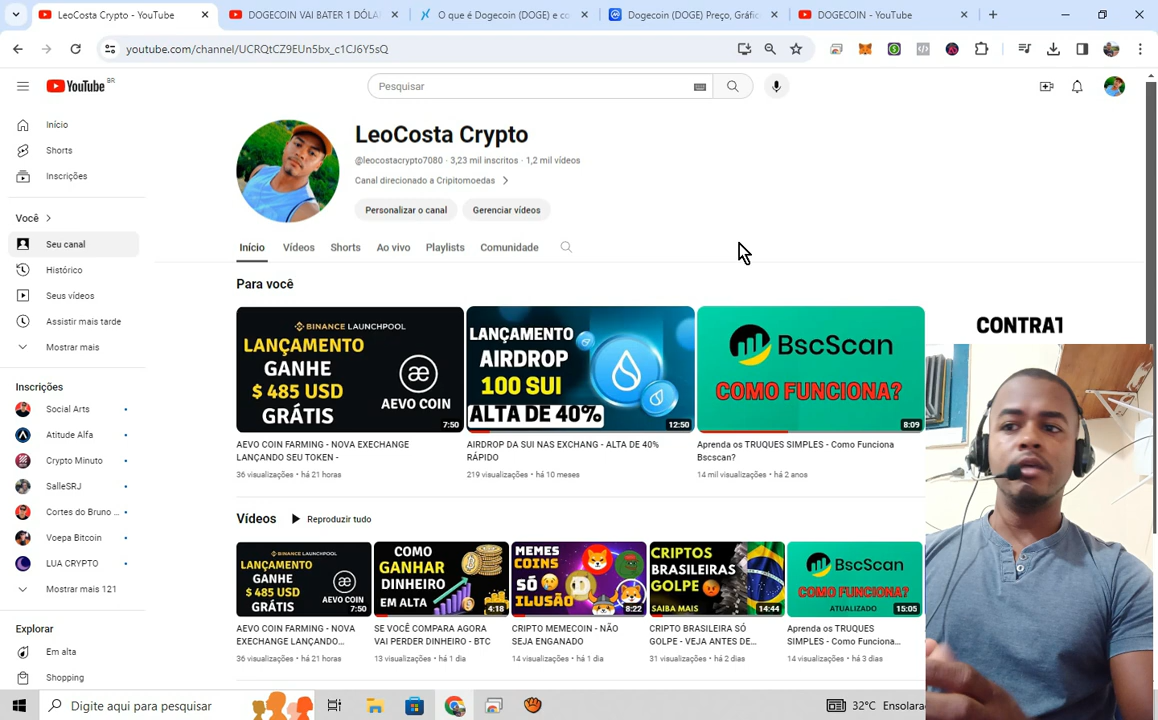 LeoCosta Crypto - YouTube
DOGECOIN VAI BATER 1 DÓLA
O que é Dogecoin (DOGE) e co
Dogecoin (DOGE) Preço, Gráfic
DOGECOIN - YouTube
youtube.com/channel/UCRQtCZ9EUn5bx_c1CJ6Y5sQ
YouTube BR
Pesquisar
Início
Shorts
Inscrições
Você
Seu canal
Histórico
Seus vídeos
Assistir mais tarde
Mostrar mais
Inscrições
Social Arts
Atitude Alfa
Crypto Minuto
SalleSRJ
Cortes do Bruno ...
Voepa Bitcoin
LUA CRYPTO
Mostrar mais 121
Explorar
Em alta
Shopping
LeoCosta Crypto
@leocostacrypto7080 · 3,23 mil inscritos · 1,2 mil vídeos
Canal direcionado a Criptomoedas
Personalizar o canal
Gerenciar vídeos
Início Vídeos Shorts Ao vivo Playlists Comunidade
Para você
BINANCE LAUNCHPOOL
LANÇAMENTO
GANHE
$ 485 USD
GRÁTIS
æ
AEVO COIN
7:50
LANÇAMENTO
AIRDROP
100 SUI
ALTA DE 40%
12:50
BscScan
COMO FUNCIONA?
8:09
AEVO COIN FARMING - NOVA EXECHANGE
LANÇANDO SEU TOKEN -
36 visualizações · há 21 horas
AIRDROP DA SUI NAS EXCHANG - ALTA DE 40%
RÁPIDO
219 visualizações · há 10 meses
Aprenda os TRUQUES SIMPLES - Como Funciona
Bscscan?
14 mil visualizações · há 2 anos
CONTRAT
Vídeos
Reproduzir tudo
BINANCE LAUNCHPOOL
LANÇAMENTO
GANHE
$ 485 USD
GRÁTIS
æ
AEVO COIN
7:50
COMO
GANHAR
DINHEIRO
EM ALTA
4:18
MEMES
COINS
SÓ
ILUSÃO
8:22
CRIPTOS
BRASILEIRAS
GOLPE
SAIBA MAIS
14:44
BscScan
COMO FUNCIONA?
ATUALIZADO
15:05
AEVO COIN FARMING - NOVA
EXECHANGE LANÇANDO...
36 visualizações · há 21 horas
SE VOCÊ COMPARA AGORA
VAI PERDER DINHEIRO - BTC
13 visualizações · há 1 dia
CRIPTO MEMECOIN - NÃO
SEJA ENGANADO
14 visualizações · há 1 dia
CRIPTO BRASILEIRA SÓ
GOLPE - VEJA ANTES DE...
31 visualizações · há 2 dias
Aprenda os TRUQUES
SIMPLES - Como Funciona...
14 visualizações · há 3 dias
Digite aqui para pesquisar
32°C Ensolara